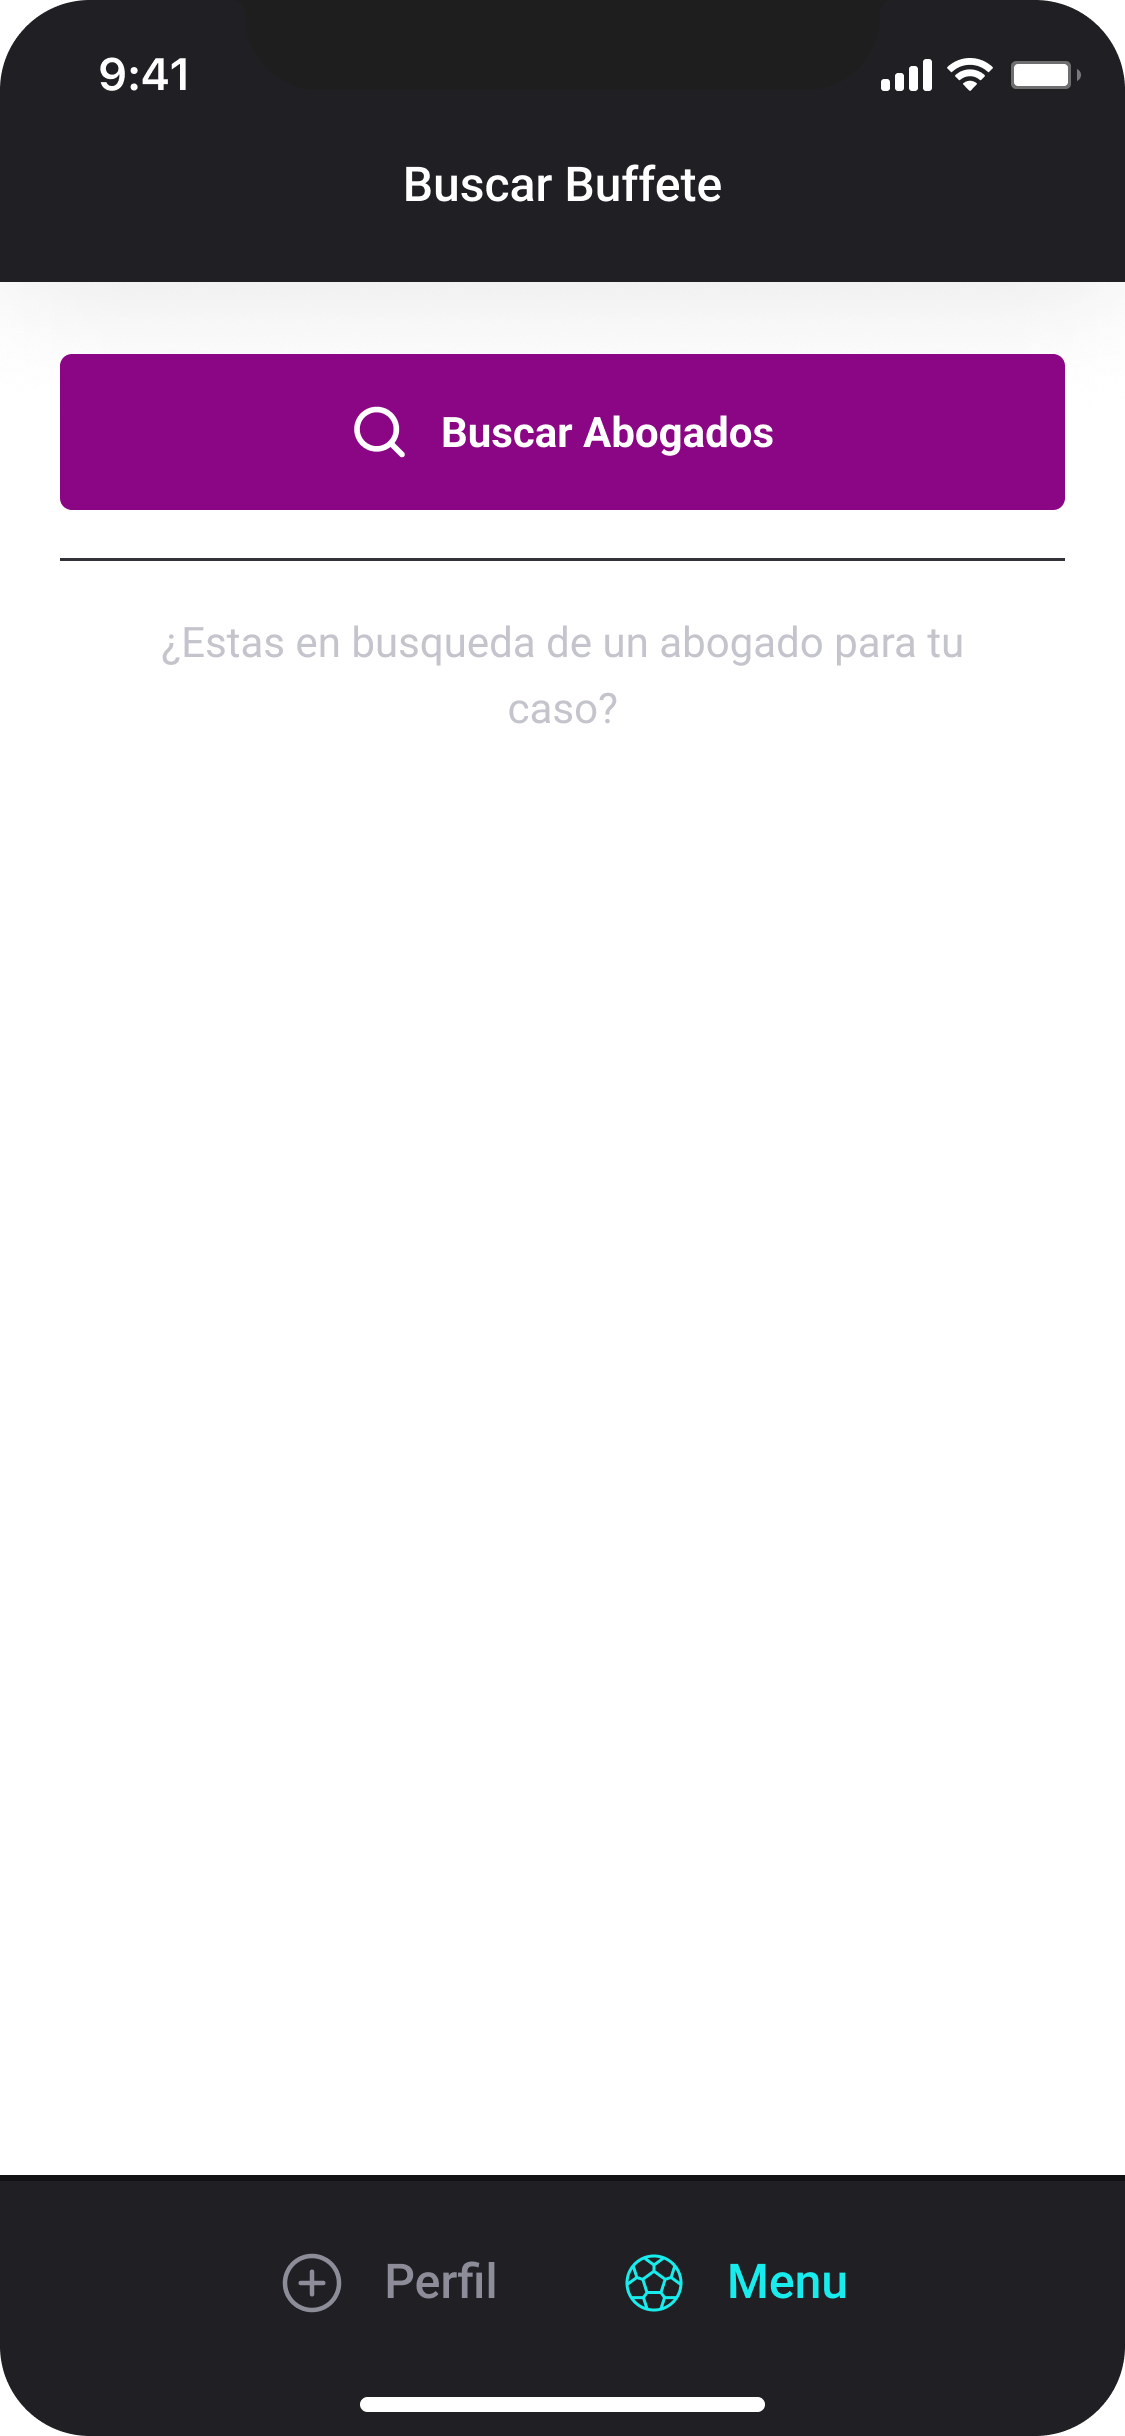 9:41
Buscar Buffete
Buscar Abogados
¿Estas en busqueda de un abogado para tu
caso?
Perfil
Menu